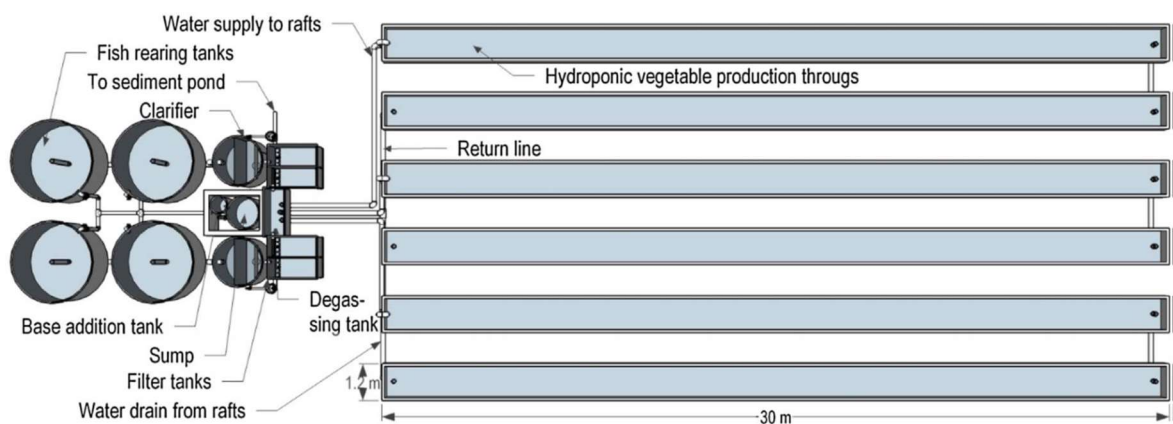 Water supply to rafts
Fish rearing tanks
To sediment pond
Clarifier
Hydroponic vegetable production througs
Return line
Base addition tank
Sump
Filter tanks
Water drain from rafts
Degas-
sing tank
1.2 m
30 m